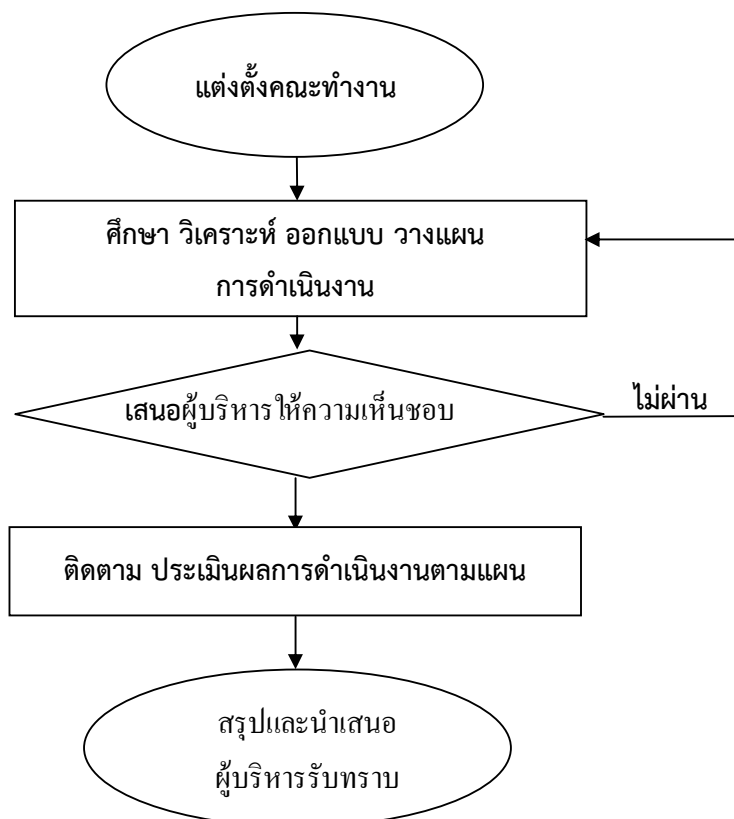 แต่งตั้งคณะทำงาน
ศึกษา วิเคราะห์ ออกแบบ วางแผน
การดำเนินงาน
เสนอผู้บริหารให้ความเห็นชอบ
ไม่ผ่าน
ติดตาม ประเมินผลการดำเนินงานตามแผน
สรุปและนำเสนอ
ผู้บริหารรับทราบ